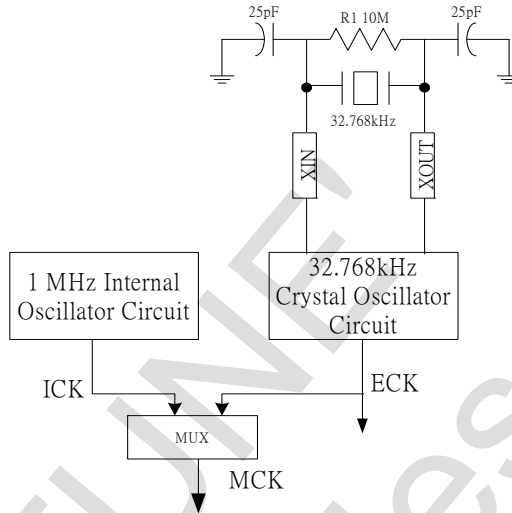 25pF
R1 10M
25pF
32.768kHz
XIN
XOUT
1 MHz Internal
Oscillator Circuit
32.768kHz
Crystal Oscillator
Circuit
ICK
ECK
MUX
MCK